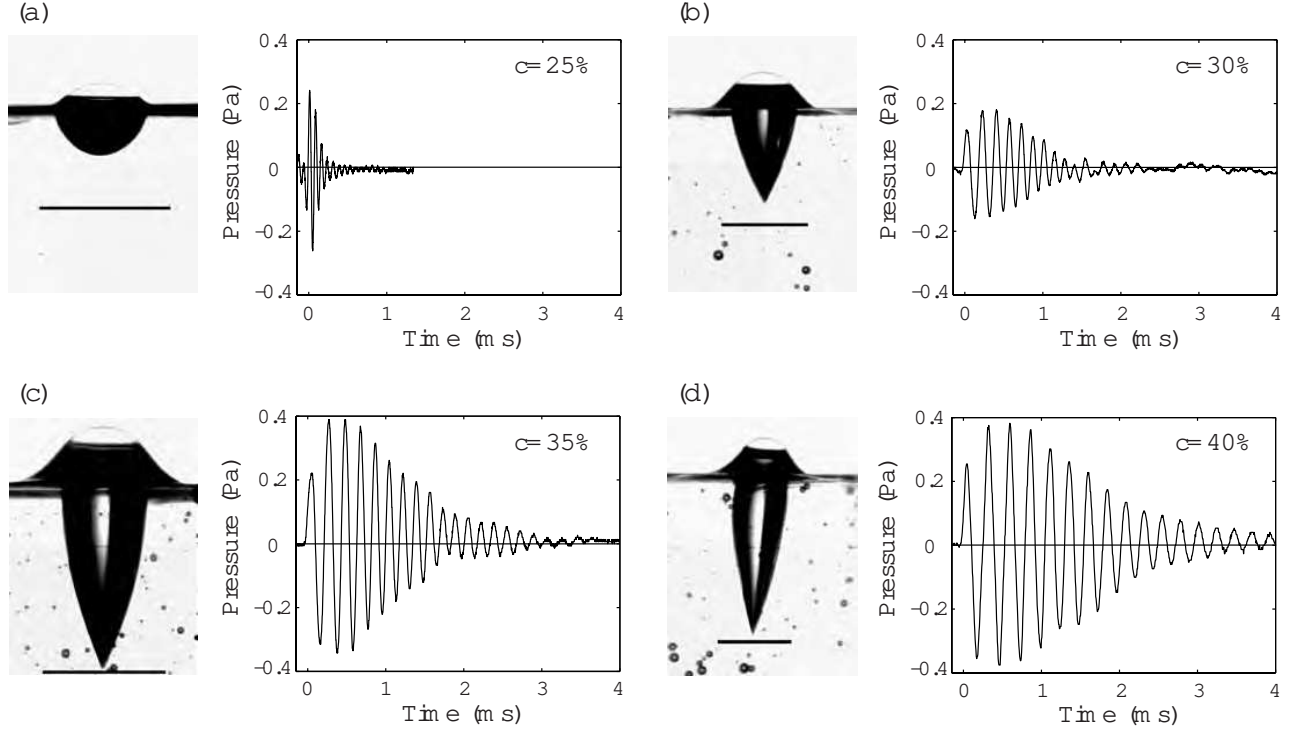 (a)
0.4
0.2
0
−0.2
−0.4
Pressure (Pa)
c=25%
0 1 2 3 4
Time (ms)
(b)
0.4
0.2
0
−0.2
−0.4
Pressure (Pa)
c=30%
0 1 2 3 4
Time (ms)
(c)
0.4
0.2
0
−0.2
−0.4
Pressure (Pa)
c=35%
0 1 2 3 4
Time (ms)
(d)
0.4
0.2
0
−0.2
−0.4
Pressure (Pa)
c=40%
0 1 2 3 4
Time (ms)